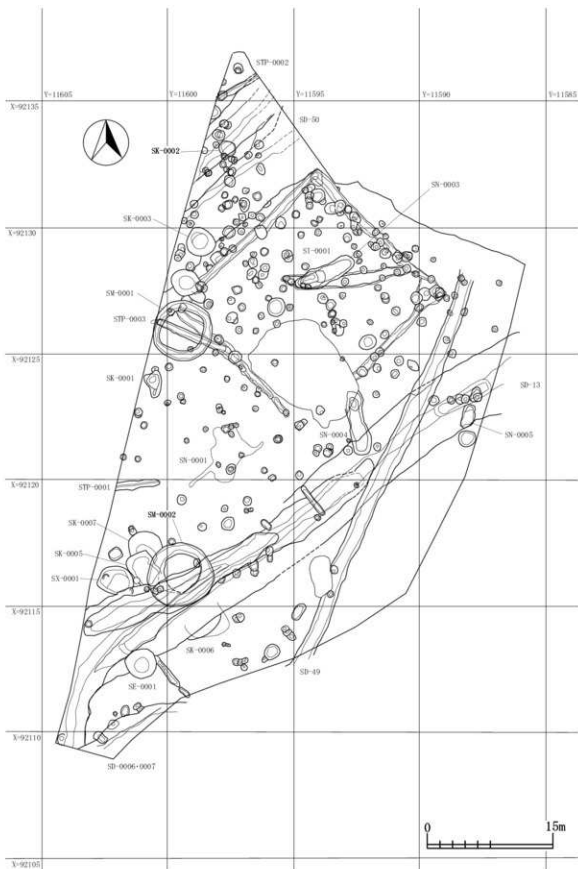 Y=11605
Y=11600
Y=11595
Y=11590
Y=11585
STP-0002
X=92135
SD-50
SK-0002
SN-0003
SK-0003
X=92130
ST-0001
SM-0001
STP-0003
X=92125
SK-0001
SD-13
SN-0004
SN-0005
SN-0001
X=92120
STP-0001
SM-0002
SK-0007
SK-0005
SX-0001
X=92115
SK-0006
SE-0001
SD-49
X=92110
SD-0006+0007
0
15m
X=92105